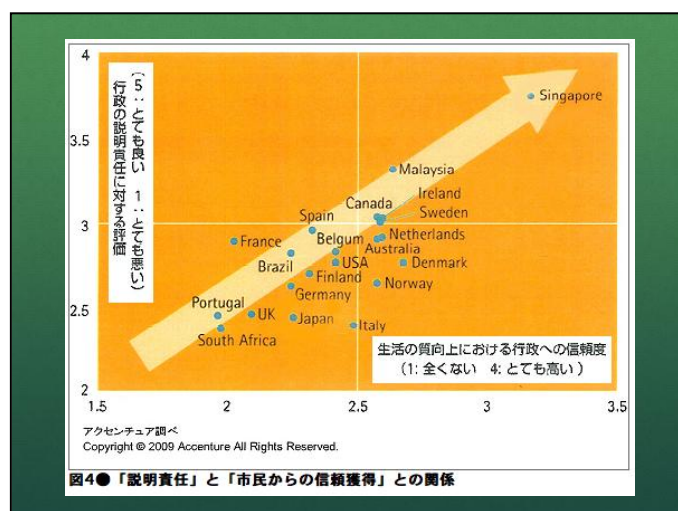 4
3.5
3
2.5
2
1.5
2
2.5
3
3.5
行政の説明責任に対する評価
(5：とても良い 1：とても悪い)
Singapore
Malaysia
Ireland
Canada
Sweden
Spain
France
Belgum
Netherlands
Australia
Brazil
USA
Denmark
Finland
Germany
Norway
Portugal
UK
Japan
Italy
South Africa
生活の質向上における行政への信頼度
(1: 全くない 4: とても高い)
アクセンチュア調べ
Copyright © 2009 Accenture All Rights Reserved.
図4●「説明責任」と「市民からの信頼獲得」との関係